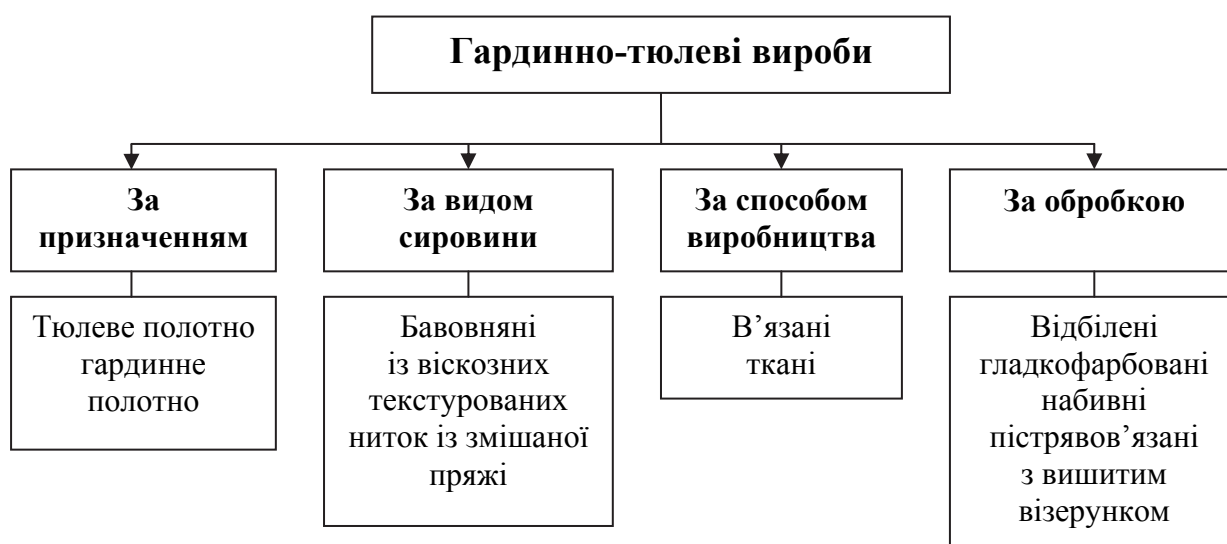 Гардинно-тюлеві вироби
За
призначенням
За видом
сировини
За способом
виробництва
За обробкою
Тюлеве полотно
гардинне
полотно
Бавовняні
із віскозних
текстурованих
ниток із змішаної
пряжі
В’язані
ткані
Відбілені
гладкофарбовані
набивні
пістрявов’язані
з вишитим
візерунком